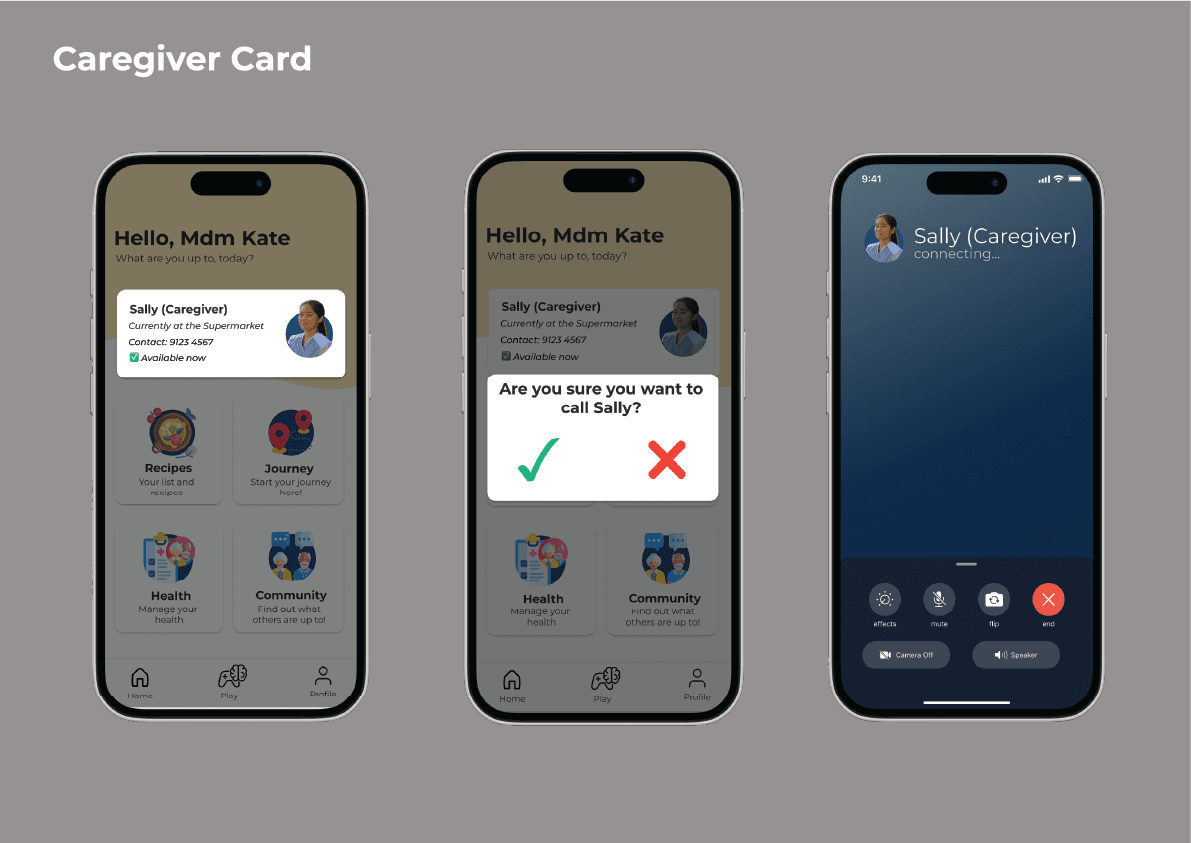 Caregiver Card
Hello, Mdm Kate
What are you up to, today?
Sally (Caregiver)
Currently at the Supermarket
Contact: 9123 4567
Available now
Recipes
Your list and
recipes
Journey
Start your journey
here!
Health
Manage your
health
Community
Find out what
others are up to!
Home
Play
Profile
Hello, Mdm Kate
What are you up to, today?
Sally (Caregiver)
Currently at the Supermarket
Contact: 9123 4567
Available now
Are you sure you want to
call Sally?
Health
Manage your
health
Community
Find out what
others are up to!
Home
Play
Profile
9:41
Sally (Caregiver)
connecting...
effects
mute
flip
end
Camera Off
Speaker